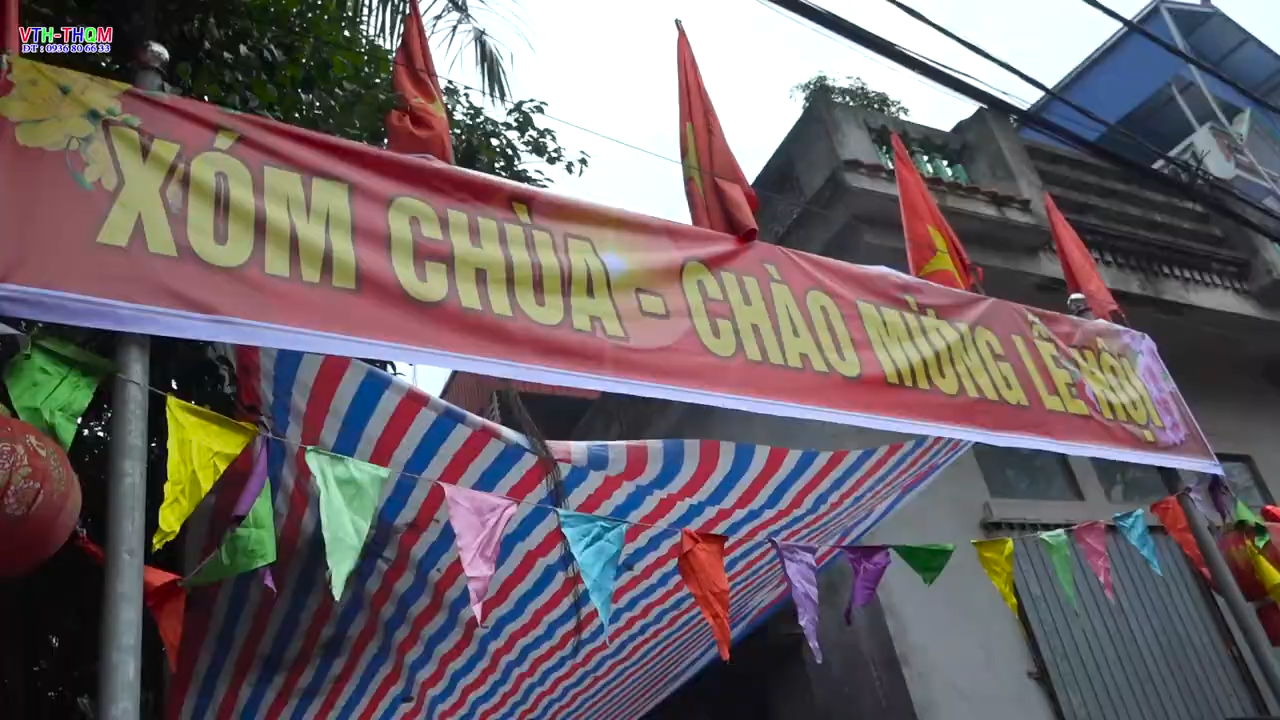 VTH-THQM
ĐT : 0936 80 66 33
XÓM CHÙA - CHÀO MỪNG LỄ HỘI